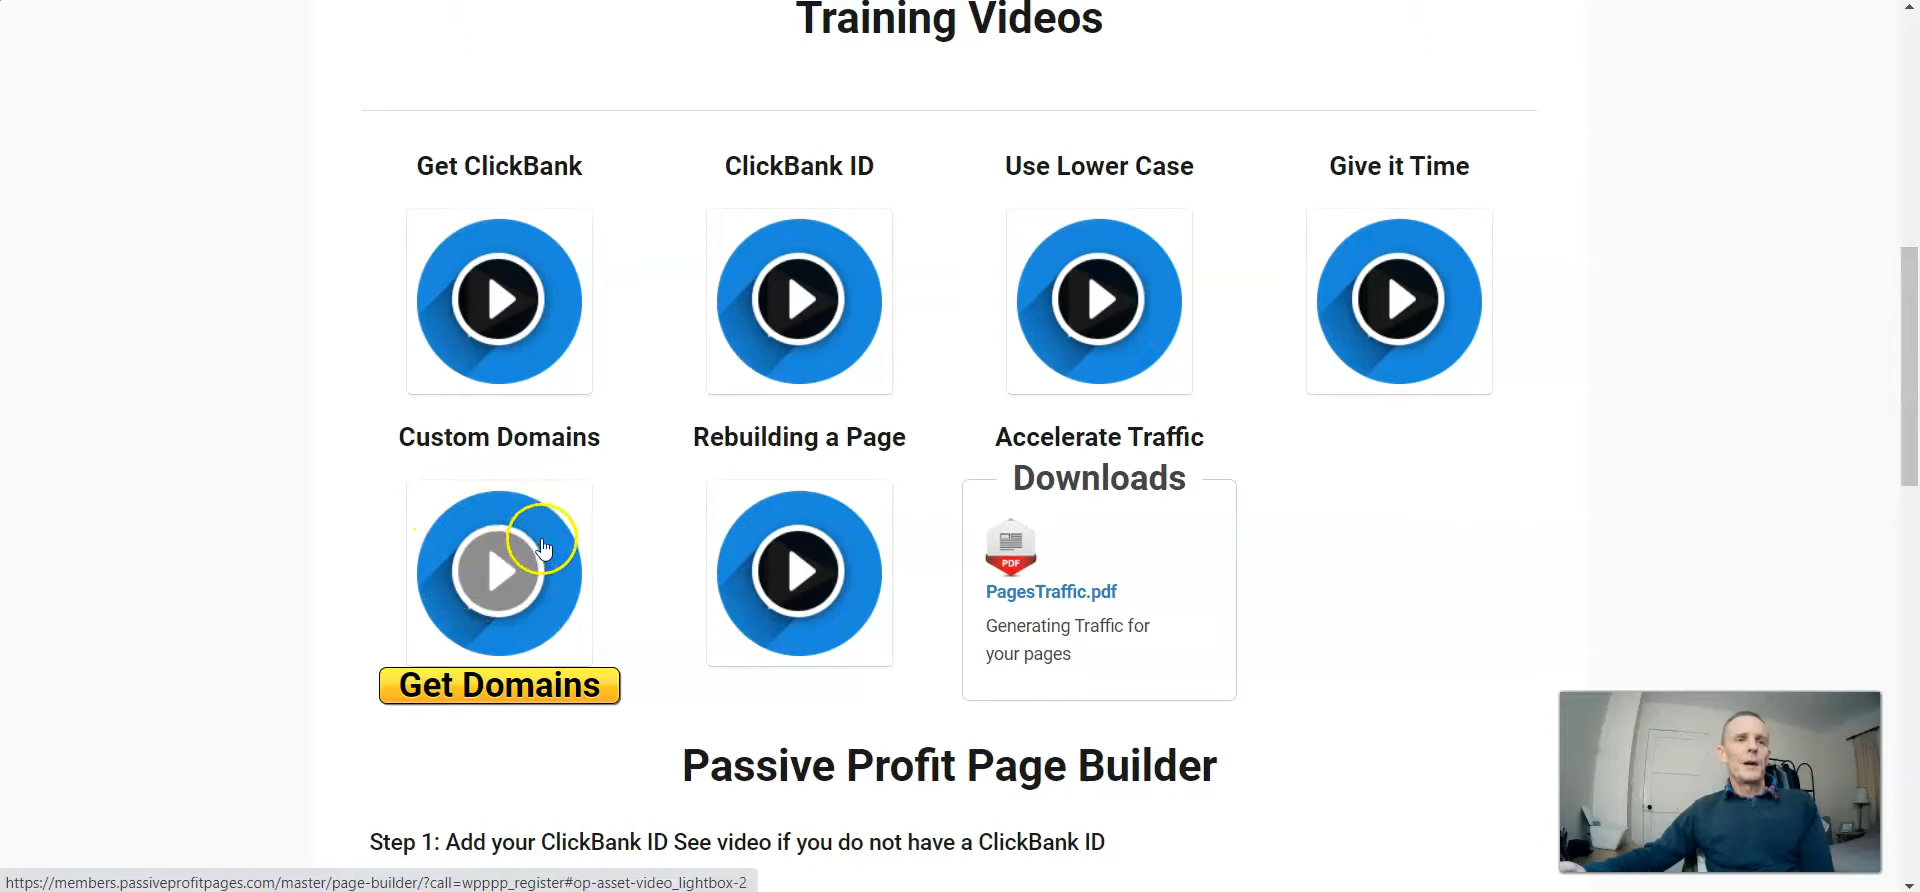 Training Videos
Get ClickBank
ClickBank ID
Use Lower Case
Give it Time
Custom Domains
Rebuilding a Page
Accelerate Traffic
Downloads
PDF
PagesTraffic.pdf
Generating Traffic for
your pages
Get Domains
Passive Profit Page Builder
Step 1: Add your ClickBank ID See video if you do not have a ClickBank ID
https://members.passiveprofitpages.com/master/page-builder/?call=wpppp_register#op-asset-video_lightbox-2